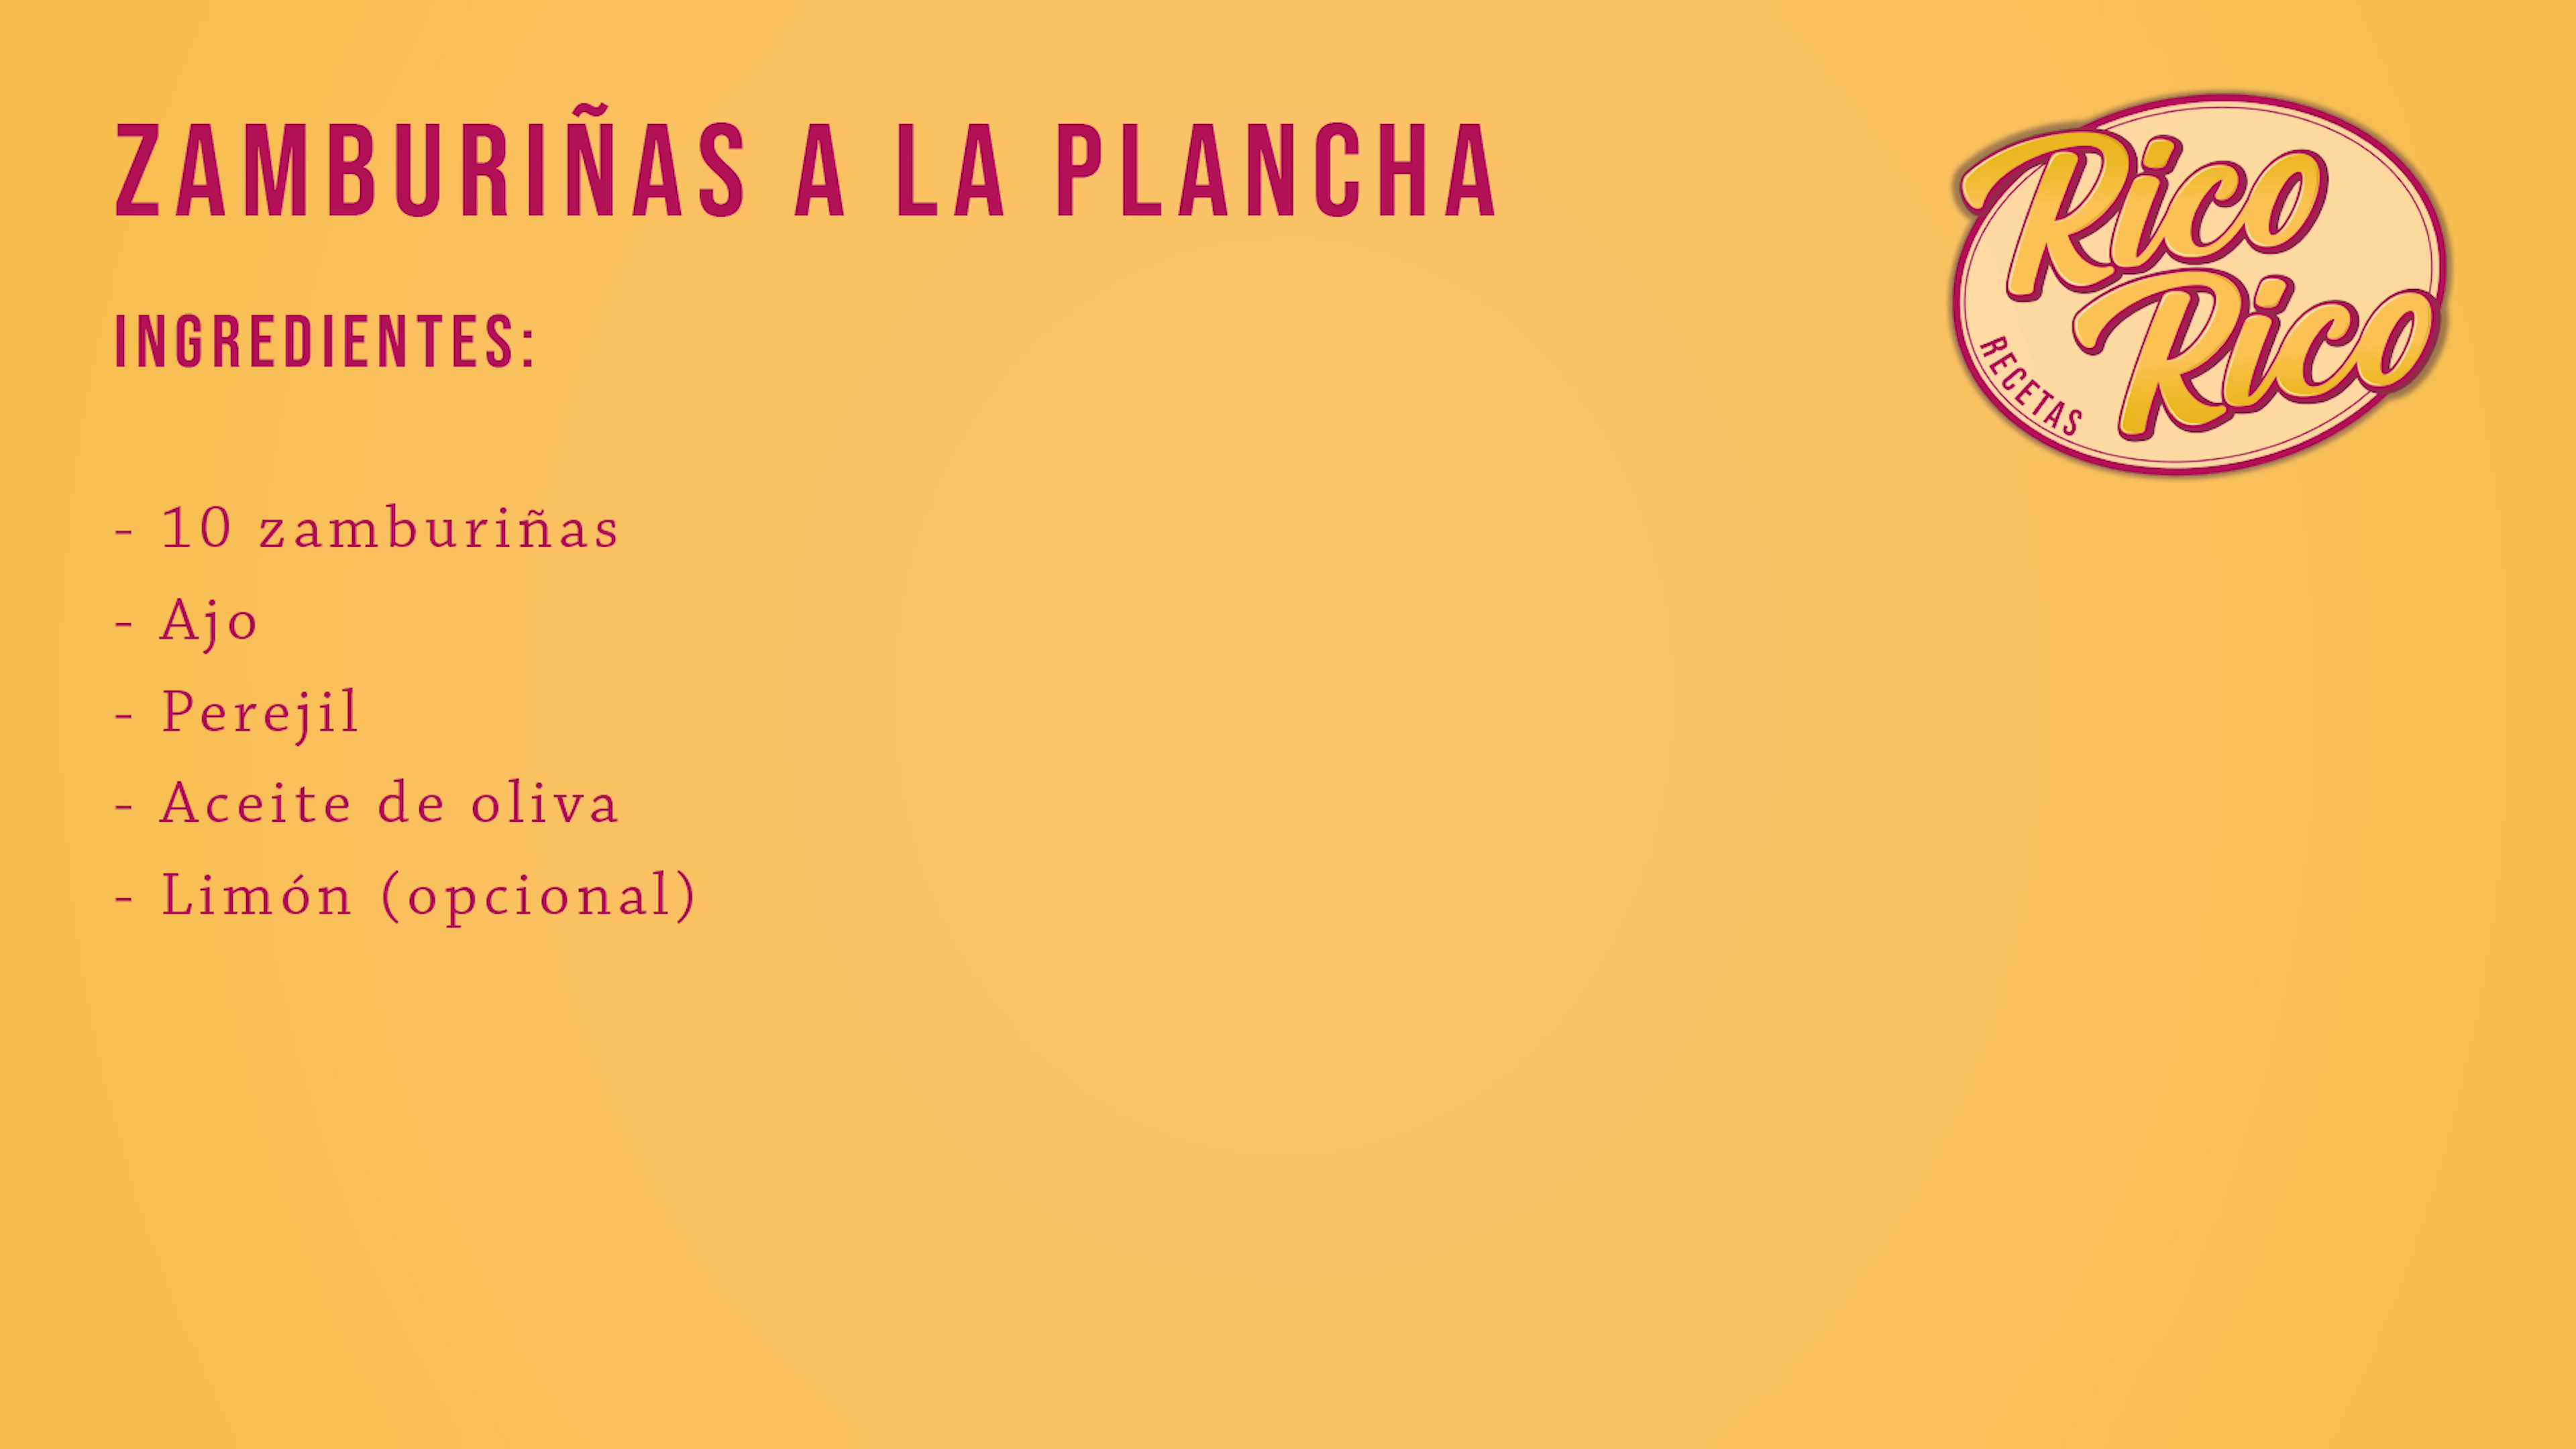 ZAMBURIÑAS A LA PLANCHA
INGREDIENTES:
- 10 zamburiñas
- Ajo
- Perejil
- Aceite de oliva
- Limón (opcional)
Rico
Rico
RECETAS